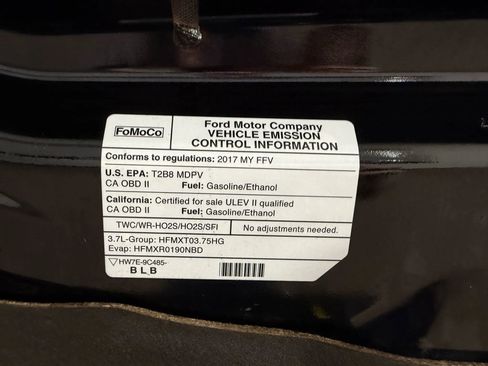 FoMoCo
Ford Motor Company
VEHICLE EMISSION
CONTROL INFORMATION
Conforms to regulations: 2017 MY FFV
U.S. EPA: T2B8 MDPV
CA OBD II Fuel: Gasoline/Ethanol
California: Certified for sale ULEV II qualified
CA OBD II Fuel: Gasoline/Ethanol
TWC/WR-HO2S/HO2S/SFI No adjustments needed.
3.7L-Group: HFMXT03.75HG
Evap: HFMXR0190NBD
HW7E-9C485-
BLB